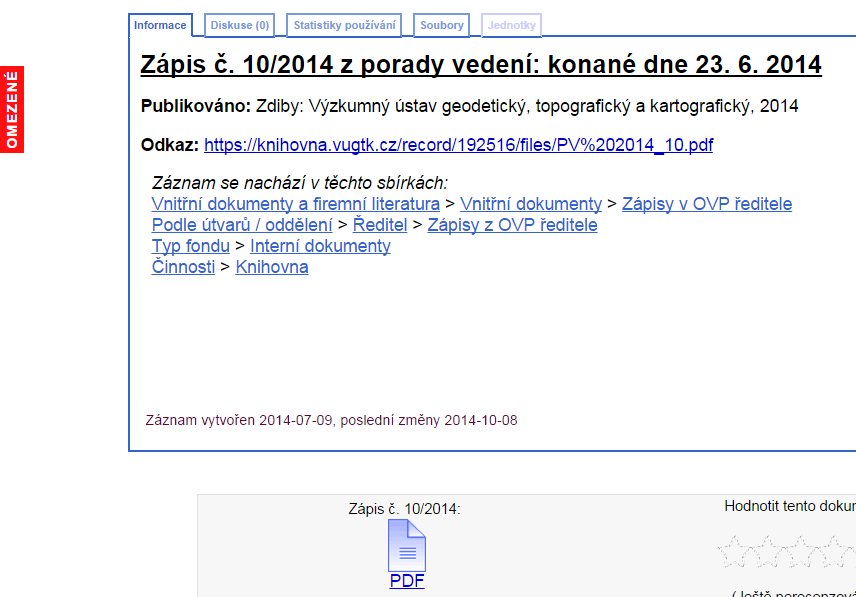 Informace Diskuse (0) Statistiky používání Soubory Jednotky
OMEZENÉ
Zápis č. 10/2014 z porady vedení: konané dne 23. 6. 2014
Publikováno: Zdiby: Výzkumný ústav geodetický, topografický a kartografický, 2014
Odkaz: https://knihovna.vugtk.cz/record/192516/files/PV%202014_10.pdf
Záznam se nachází v těchto sbírkách:
Vnitřní dokumenty a firemní literatura > Vnitřní dokumenty > Zápisy v OVP ředitele
Podle útvarů / oddělení > Ředitel > Zápisy z OVP ředitele
Typ fondu > Interní dokumenty
Činnosti > Knihovna
Záznam vytvořen 2014-07-09, poslední změny 2014-10-08
Zápis č. 10/2014:
PDF
Hodnotit tento